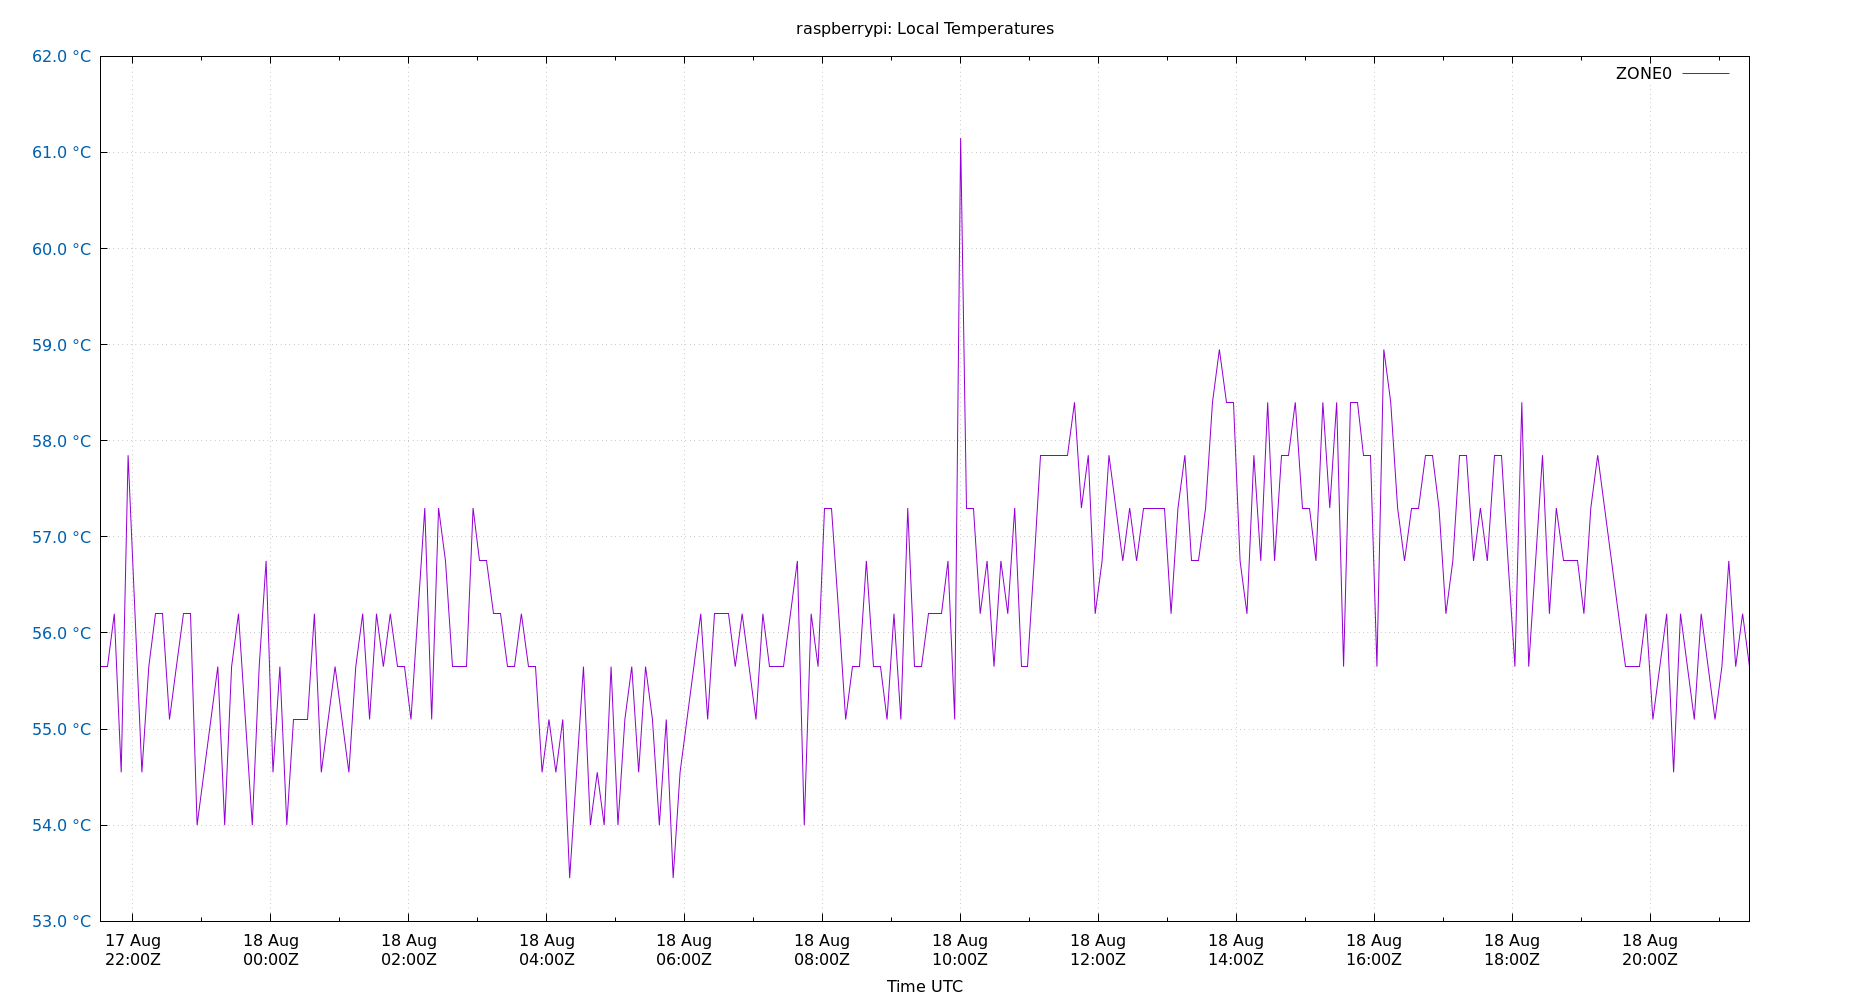 raspberrypi: Local Temperatures
62.0 °C
ZONE0
61.0 °C
60.0 °C
59.0 °C
58.0 °C
57.0 °C
56.0 °C
55.0 °C
54.0 °C
53.0 °C
17 Aug 18 Aug 18 Aug 18 Aug 18 Aug 18 Aug 18 Aug 18 Aug 18 Aug 18 Aug 18 Aug 18 Aug
22:00Z 00:00Z 02:00Z 04:00Z 06:00Z 08:00Z 10:00Z 12:00Z 14:00Z 16:00Z 18:00Z 20:00Z
Time UTC